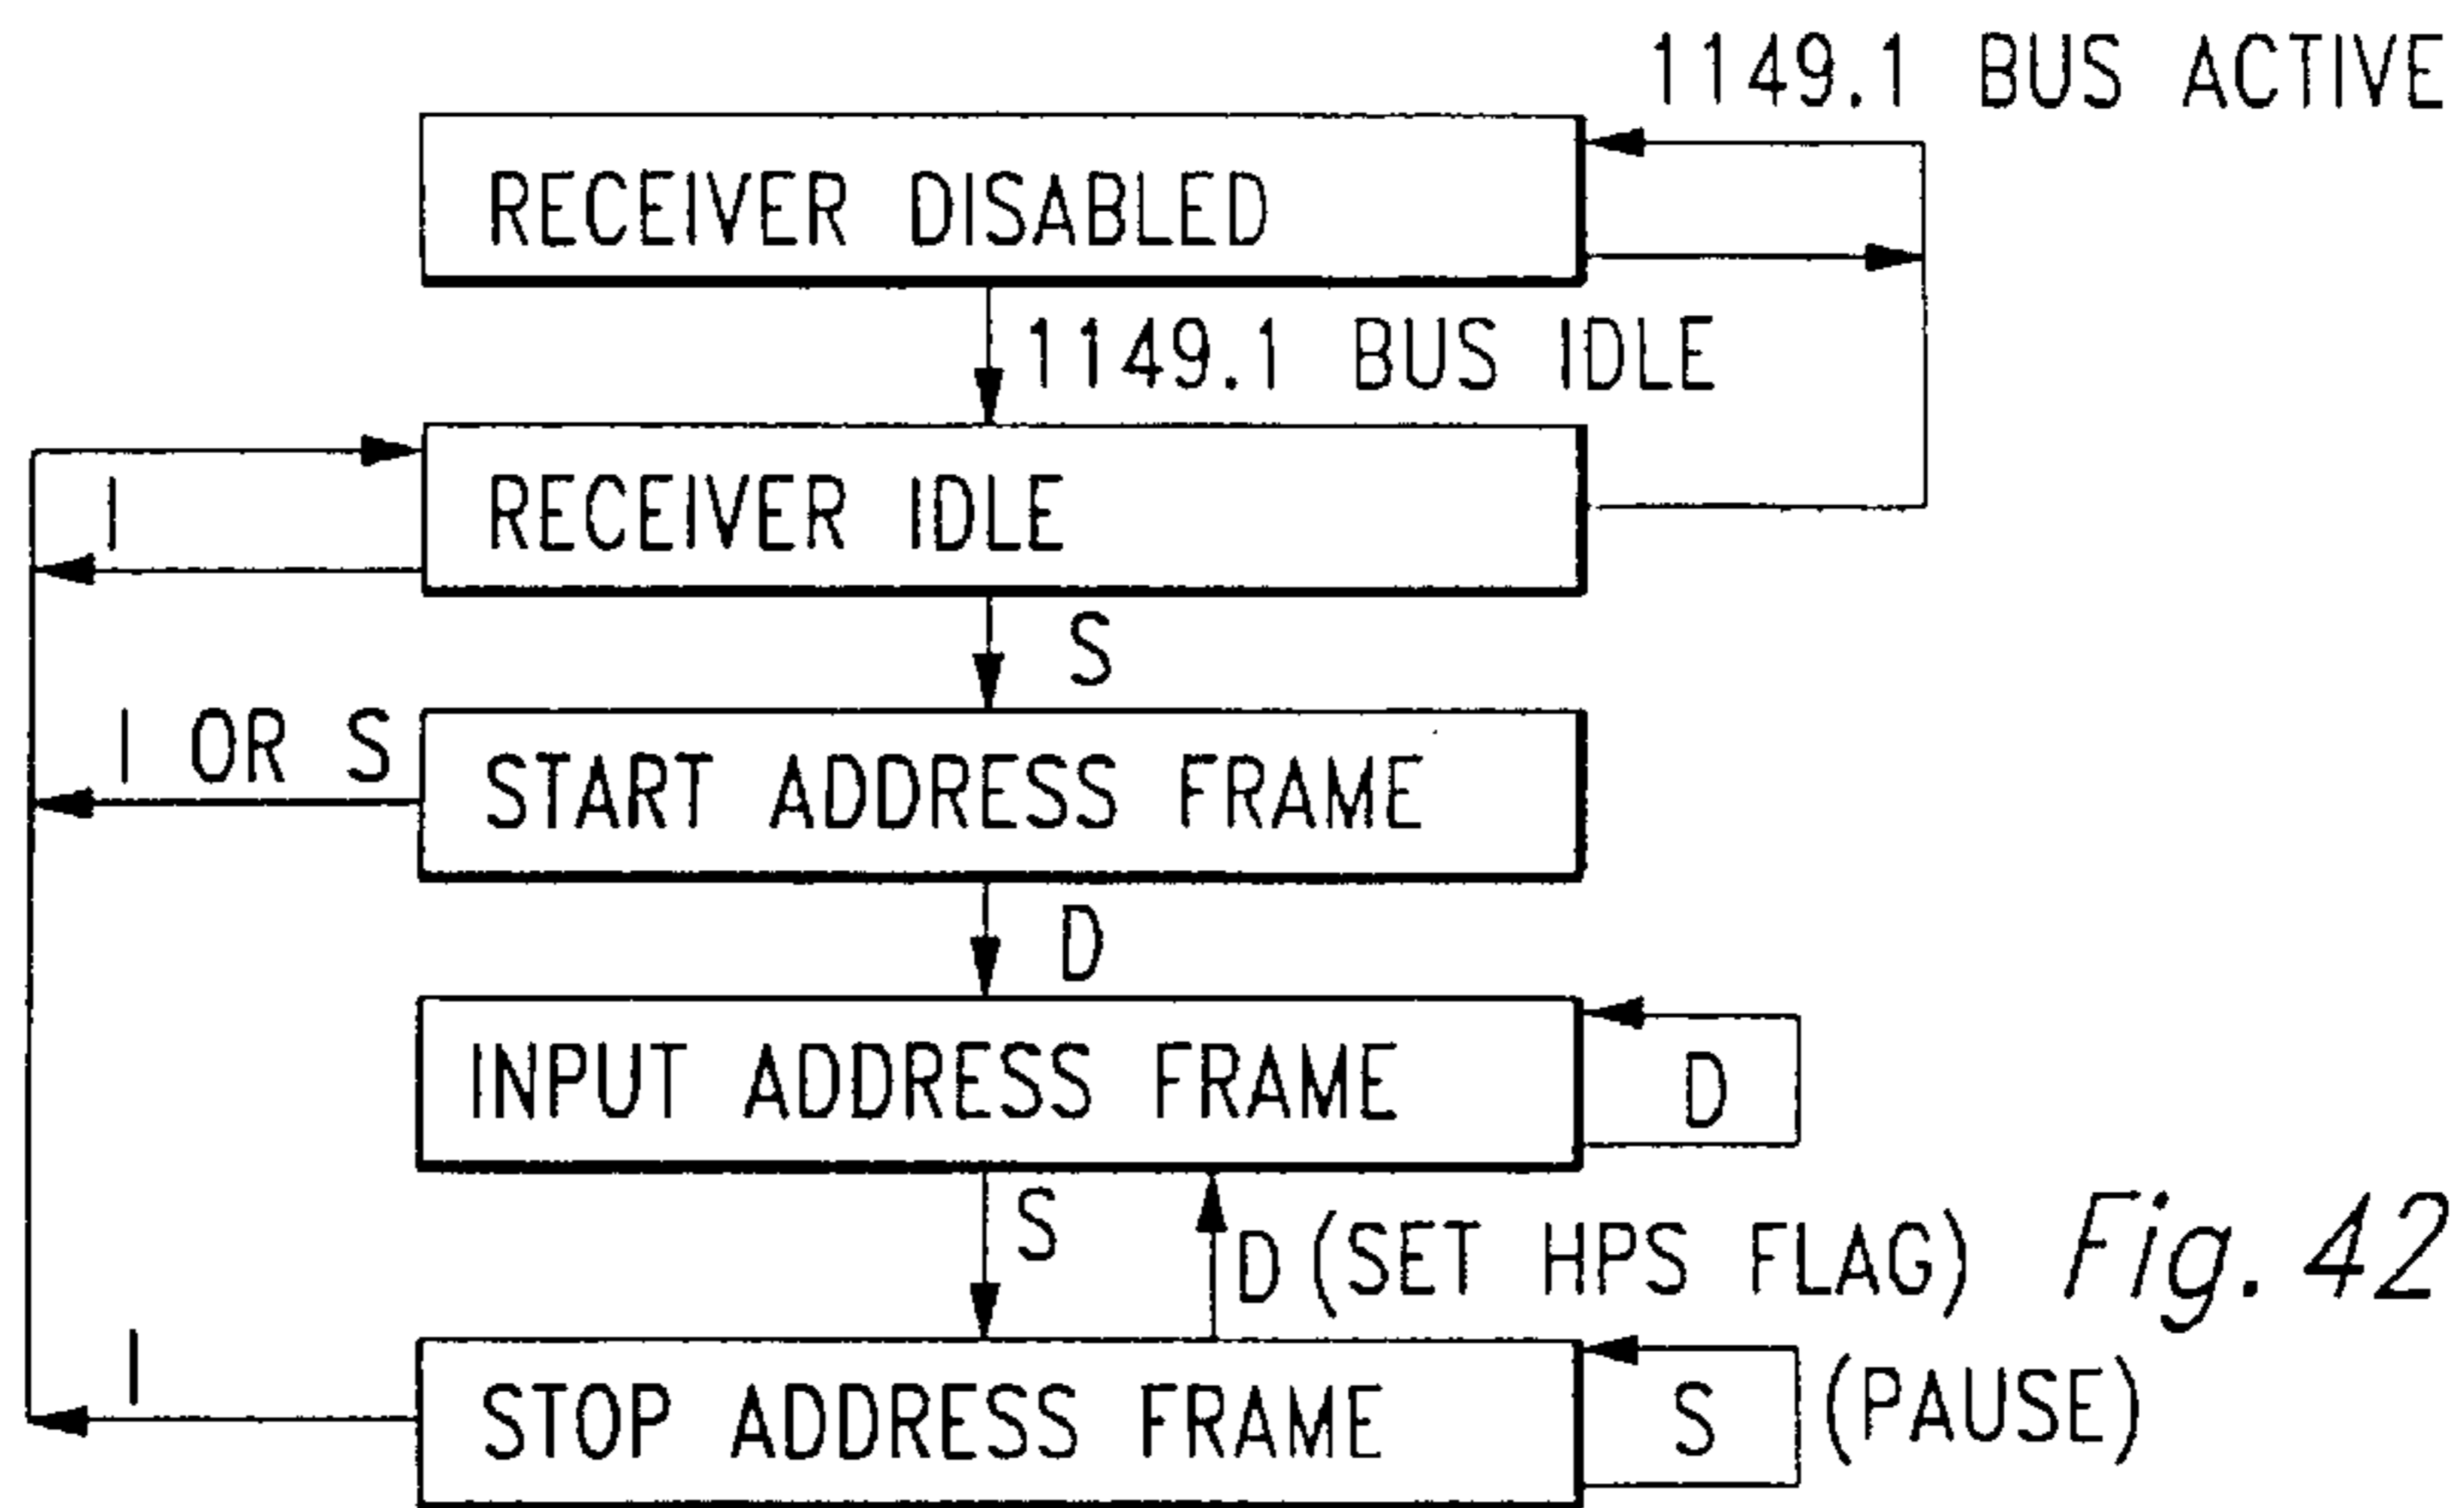 1149.1 BUS ACTIVE
RECEIVER DISABLED
1149.1 BUS IDLE
I
RECEIVER IDLE
S
I OR S
START ADDRESS FRAME
D
INPUT ADDRESS FRAME
D
S
D (SET HPS FLAG)
Fig. 42
I
STOP ADDRESS FRAME
S
(PAUSE)